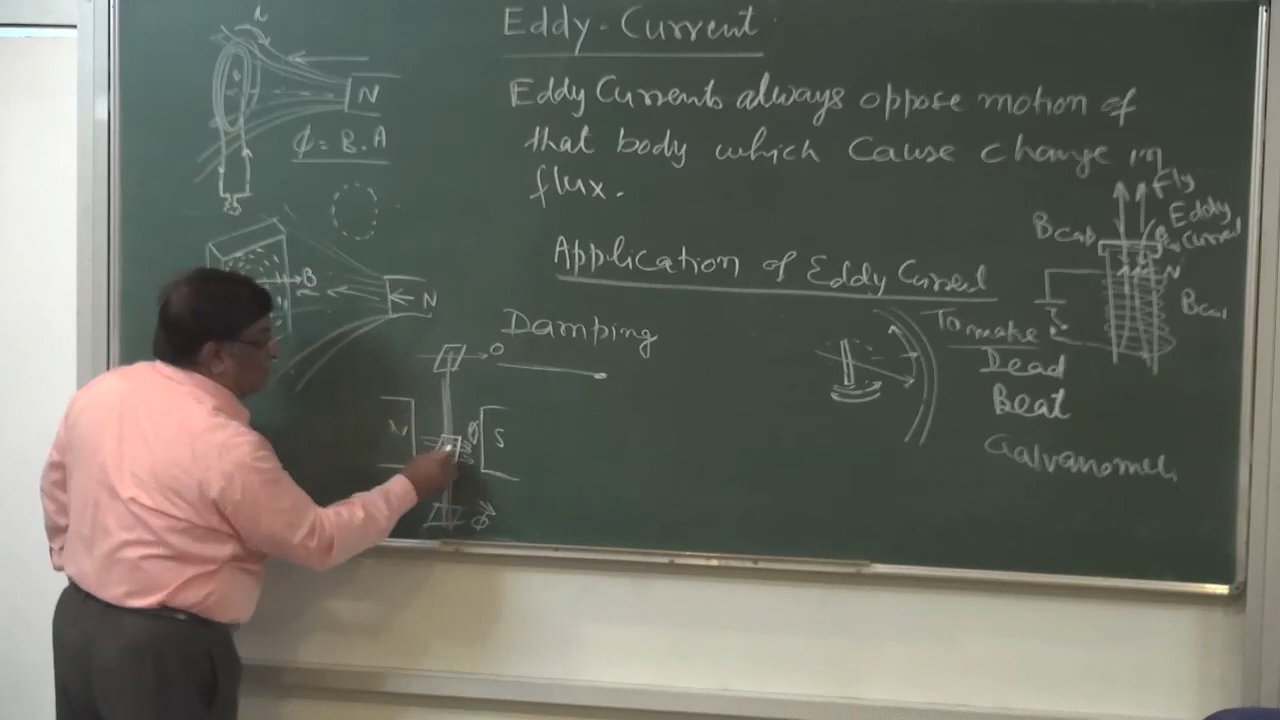 Eddy-Current
Eddy Currents always oppose motion of
that body which cause change in
flux.
Application of Eddy Current
Damping
To make
Dead
Beat
N
ϕ = B.A
B
N
N
S
ϕ
Fly
Eddy
Current
N